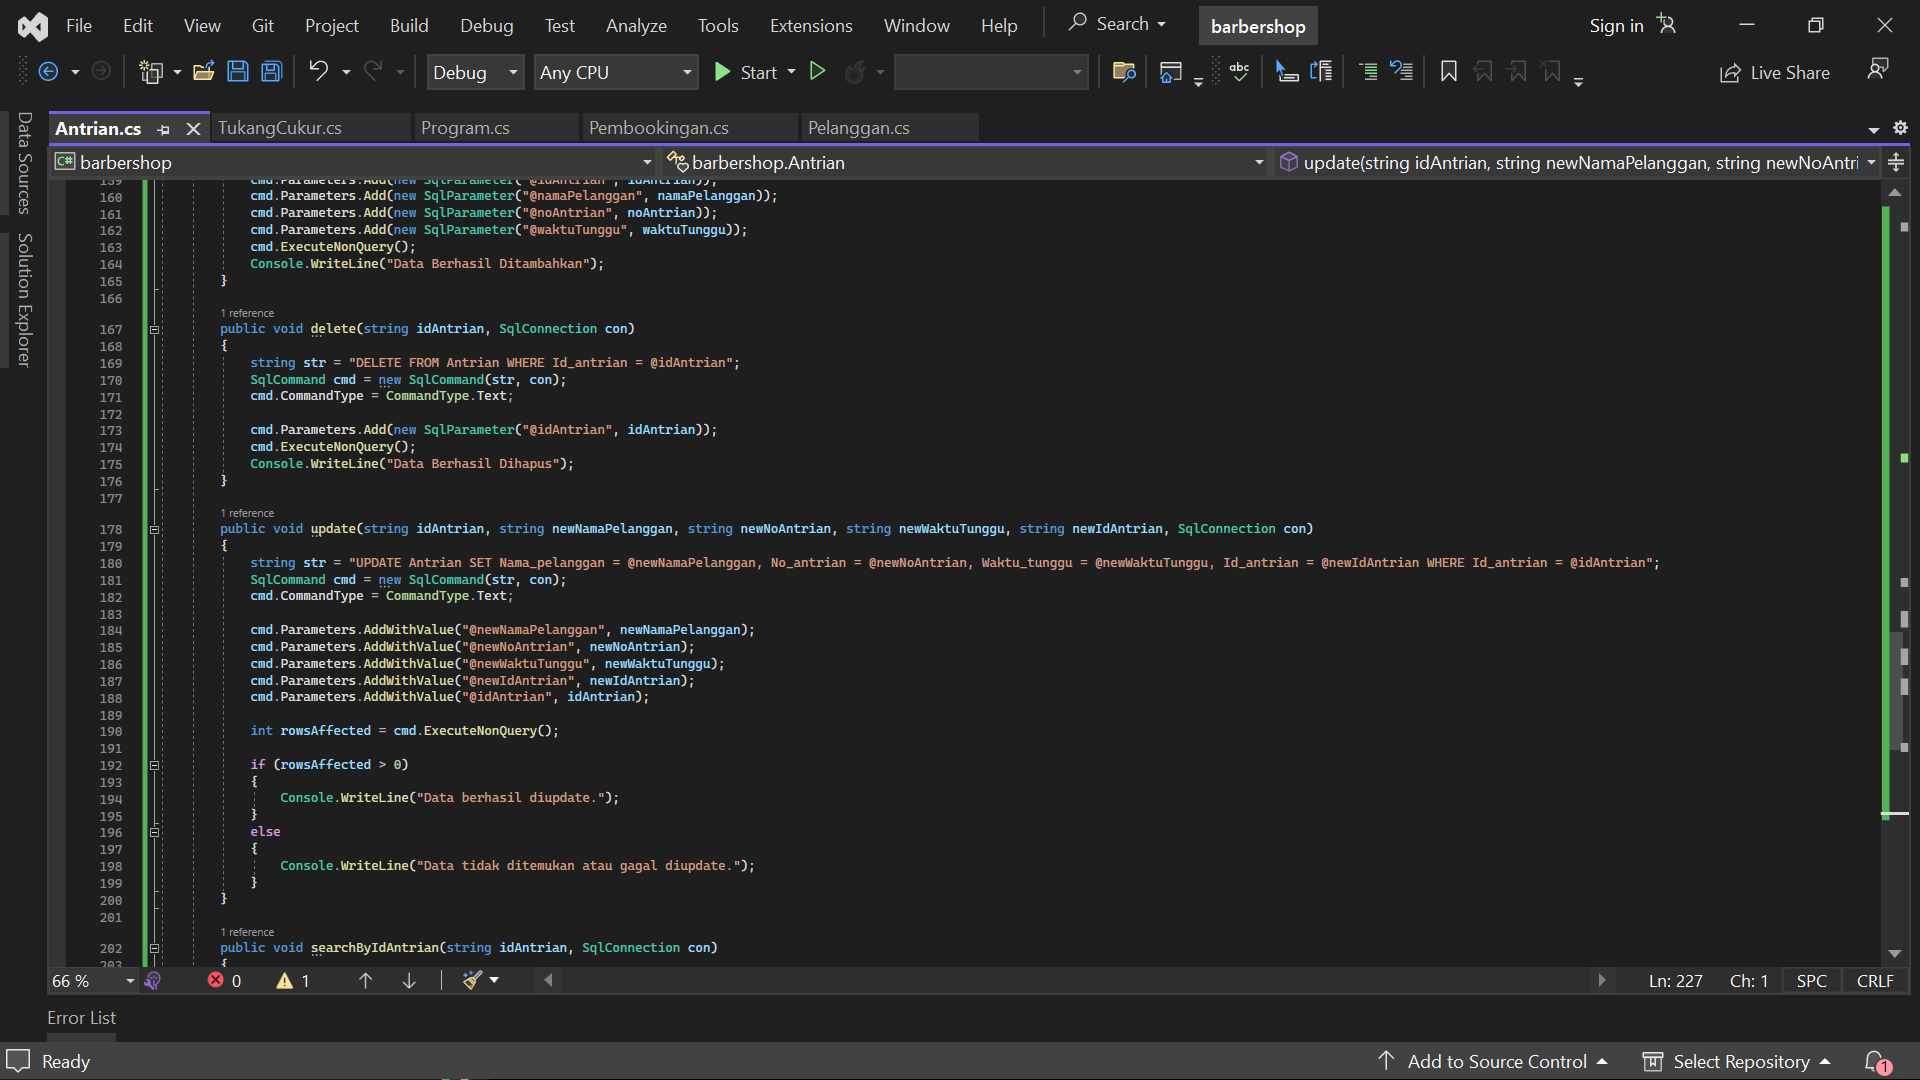 File Edit View Git Project Build Debug Test Analyze Tools Extensions Window Help Search barbershop Sign in
Debug Any CPU Start abc Live Share
Data Sources
Solution Explorer
Antrian.cs TukangCukur.cs Program.cs Pembookingan.cs Pelanggan.cs
C# barbershop barbershop.Antrian update(string idAntrian, string newNamaPelanggan, string newNoAntri
159 cmd.Parameters.Add(new SqlParameter("@idAntrian", idAntrian));
160 cmd.Parameters.Add(new SqlParameter("@namaPelanggan", namaPelanggan));
161 cmd.Parameters.Add(new SqlParameter("@noAntrian", noAntrian));
162 cmd.Parameters.Add(new SqlParameter("@waktuTunggu", waktuTunggu));
163 cmd.ExecuteNonQuery();
164 Console.WriteLine("Data Berhasil Ditambahkan");
165 }
166
1 reference
167 public void delete(string idAntrian, SqlConnection con)
168 {
169 string str = "DELETE FROM Antrian WHERE Id_antrian = @idAntrian";
170 SqlCommand cmd = new SqlCommand(str, con);
171 cmd.CommandType = CommandType.Text;
172
173 cmd.Parameters.Add(new SqlParameter("@idAntrian", idAntrian));
174 cmd.ExecuteNonQuery();
175 Console.WriteLine("Data Berhasil Dihapus");
176 }
177
1 reference
178 public void update(string idAntrian, string newNamaPelanggan, string newNoAntrian, string newWaktuTunggu, string newIdAntrian, SqlConnection con)
179 {
180 string str = "UPDATE Antrian SET Nama_pelanggan = @newNamaPelanggan, No_antrian = @newNoAntrian, Waktu_tunggu = @newWaktuTunggu, Id_antrian = @newIdAntrian WHERE Id_antrian = @idAntrian";
181 SqlCommand cmd = new SqlCommand(str, con);
182 cmd.CommandType = CommandType.Text;
183
184 cmd.Parameters.AddWithValue("@newNamaPelanggan", newNamaPelanggan);
185 cmd.Parameters.AddWithValue("@newNoAntrian", newNoAntrian);
186 cmd.Parameters.AddWithValue("@newWaktuTunggu", newWaktuTunggu);
187 cmd.Parameters.AddWithValue("@newIdAntrian", newIdAntrian);
188 cmd.Parameters.AddWithValue("@idAntrian", idAntrian);
189
190 int rowsAffected = cmd.ExecuteNonQuery();
191
192 if (rowsAffected > 0)
193 {
194 Console.WriteLine("Data berhasil diupdate.");
195 }
196 else
197 {
198 Console.WriteLine("Data tidak ditemukan atau gagal diupdate.");
199 }
200 }
201
1 reference
202 public void searchByIdAntrian(string idAntrian, SqlConnection con)
203 {
66 % 0 1 Ln: 227 Ch: 1 SPC CRLF
Error List
Ready Add to Source Control Select Repository 1